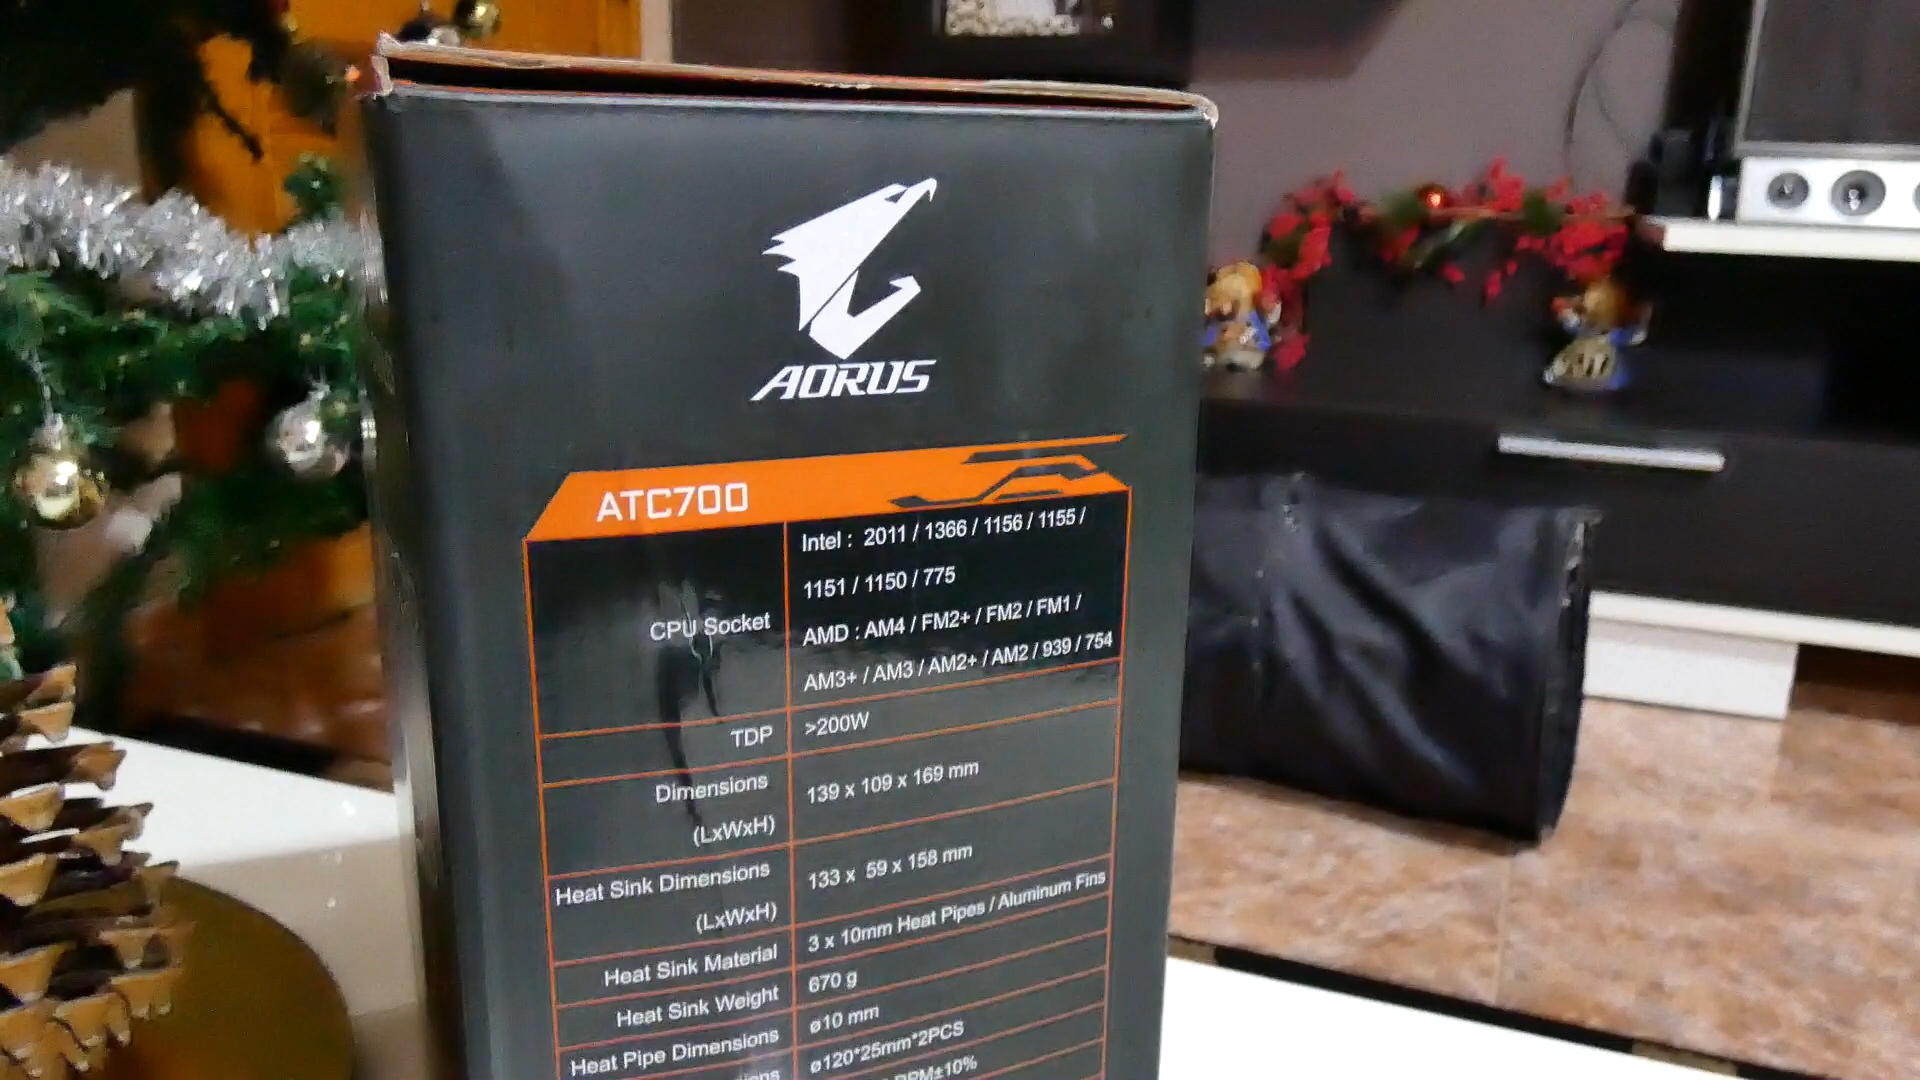 AORUS
ATC700
CPU Socket
Intel : 2011 / 1366 / 1156 / 1155 /
1151 / 1150 / 775
AMD : AM4 / FM2+ / FM2 / FM1 /
AM3+ / AM3 / AM2+ / AM2 / 939 / 754
TDP
>200W
Dimensions
(LxWxH)
139 x 109 x 169 mm
Heat Sink Dimensions
(LxWxH)
133 x 59 x 158 mm
Heat Sink Material
3 x 10mm Heat Pipes / Aluminum Fins
Heat Sink Weight
670 g
Heat Pipe Dimensions
ø10 mm
ø120*25mm*2PCS
RPM±10%